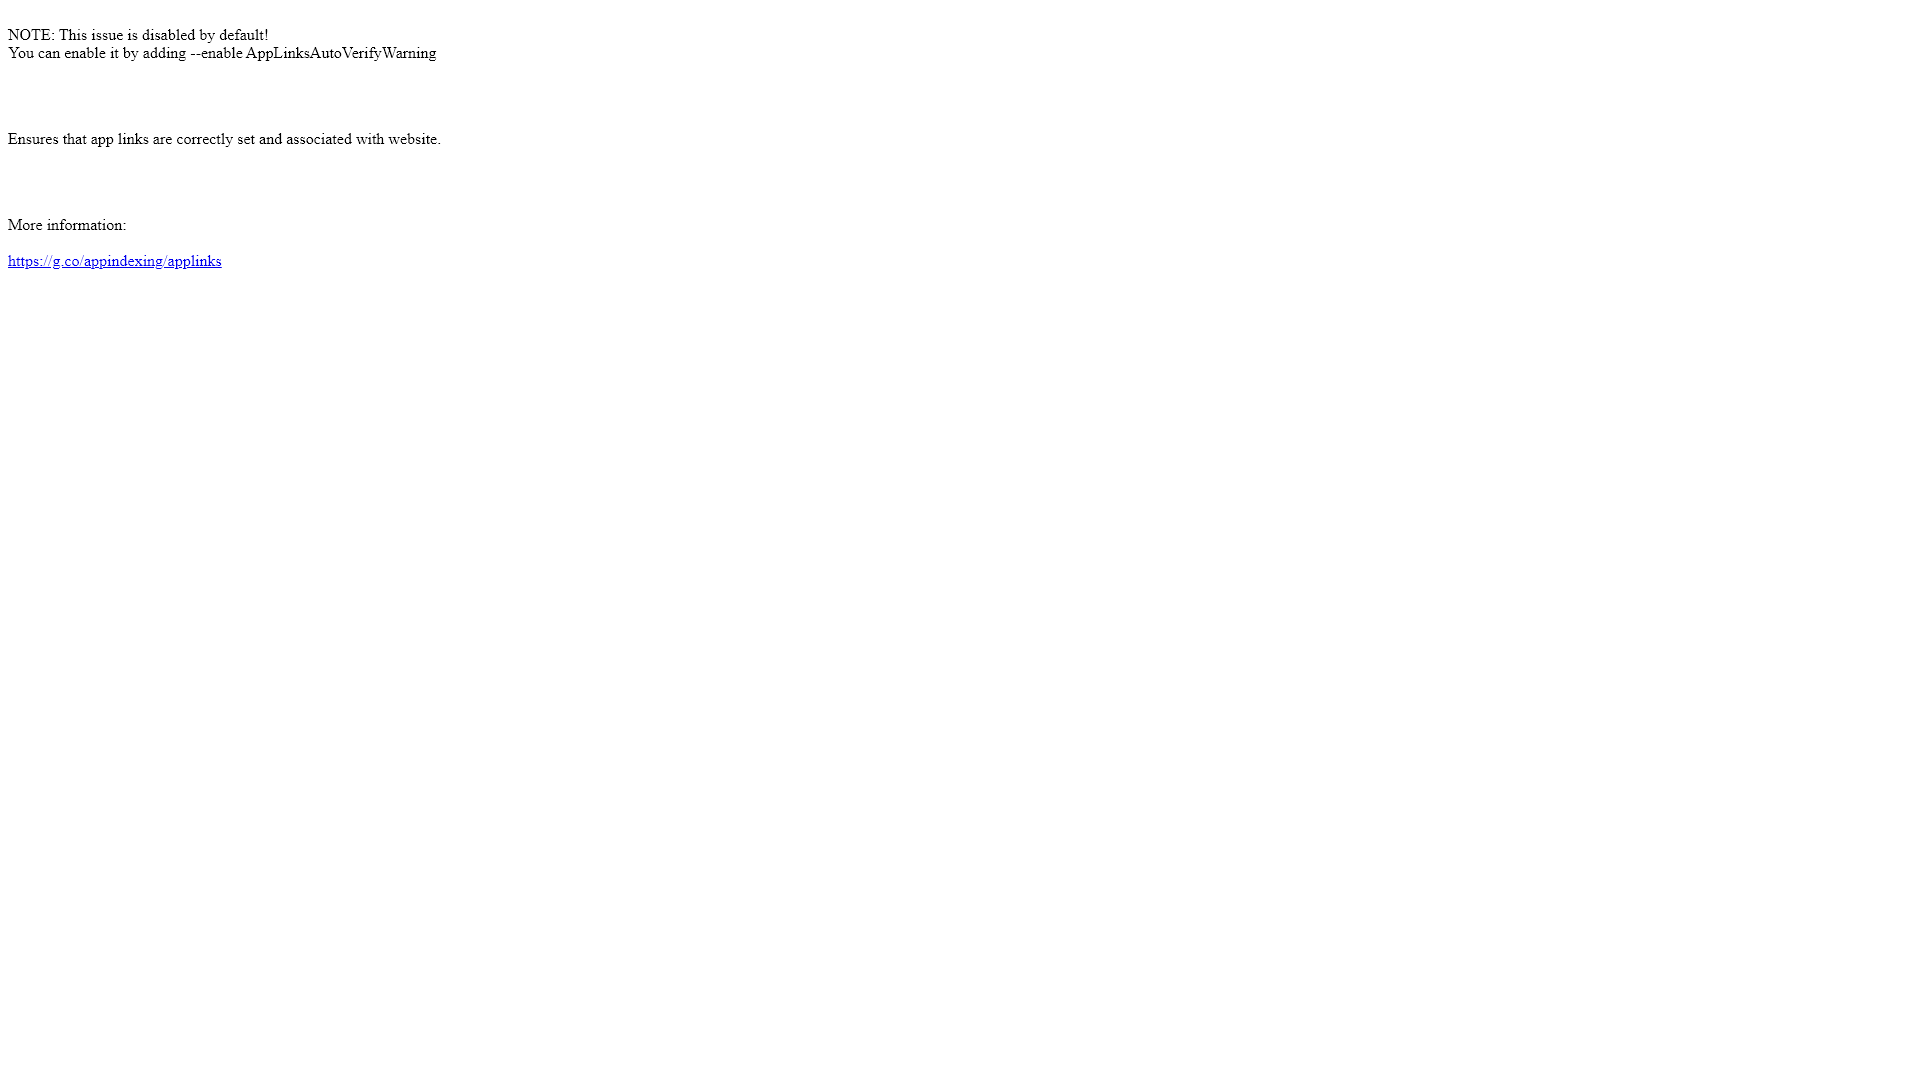 NOTE: This issue is disabled by default!
You can enable it by adding --enable AppLinksAutoVerifyWarning
Ensures that app links are correctly set and associated with website.
More information:
https://g.co/appindexing/applinks